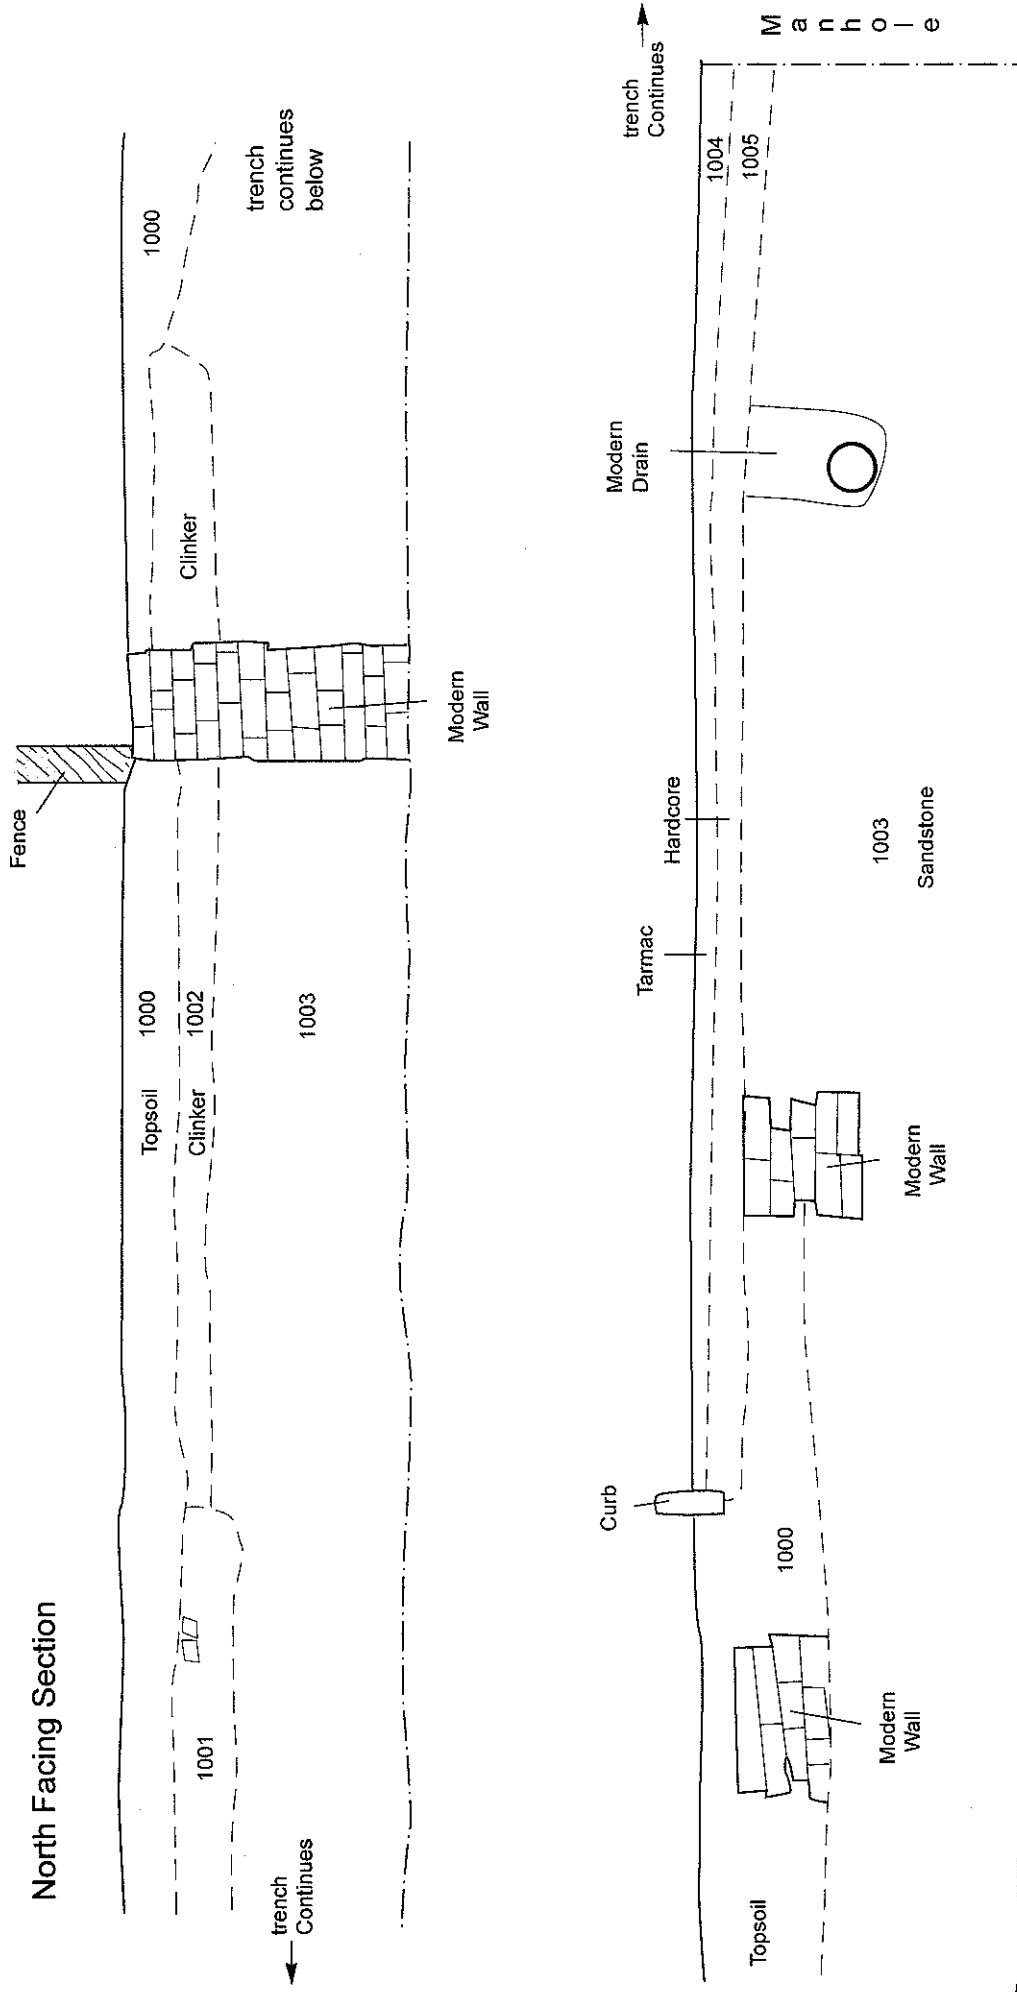 North Facing Section
Fence
1000
Topsoil
1000
1001
Clinker
1002
Clinker
1003
trench
continues
below
trench
Continues
Modern
Wall
trench
Continues
Manhole
Curb
Tarmac
Hardcore
Modern
Drain
1004
1005
Topsoil
1000
Modern
Wall
Modern
Wall
1003
Sandstone